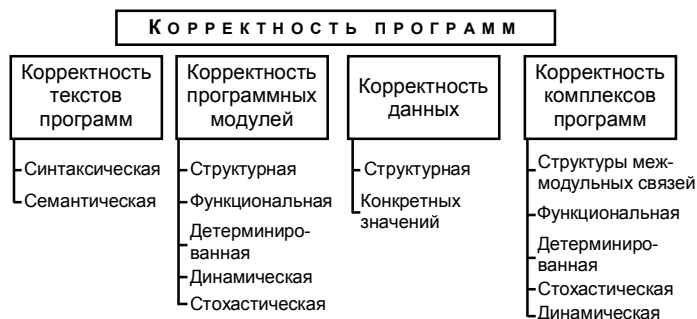 Корректность программ
Корректность
текстов
программ
Синтаксическая
Семантическая
Корректность
программных
модулей
Структурная
Функциональная
Детерминиро-
ванная
Динамическая
Стохастическая
Корректность
данных
Структурная
Конкретных
значений
Корректность
комплексов
программ
Структуры меж-
модульных связей
Функциональная
Детерминиро-
ванная
Стохастическая
Динамическая